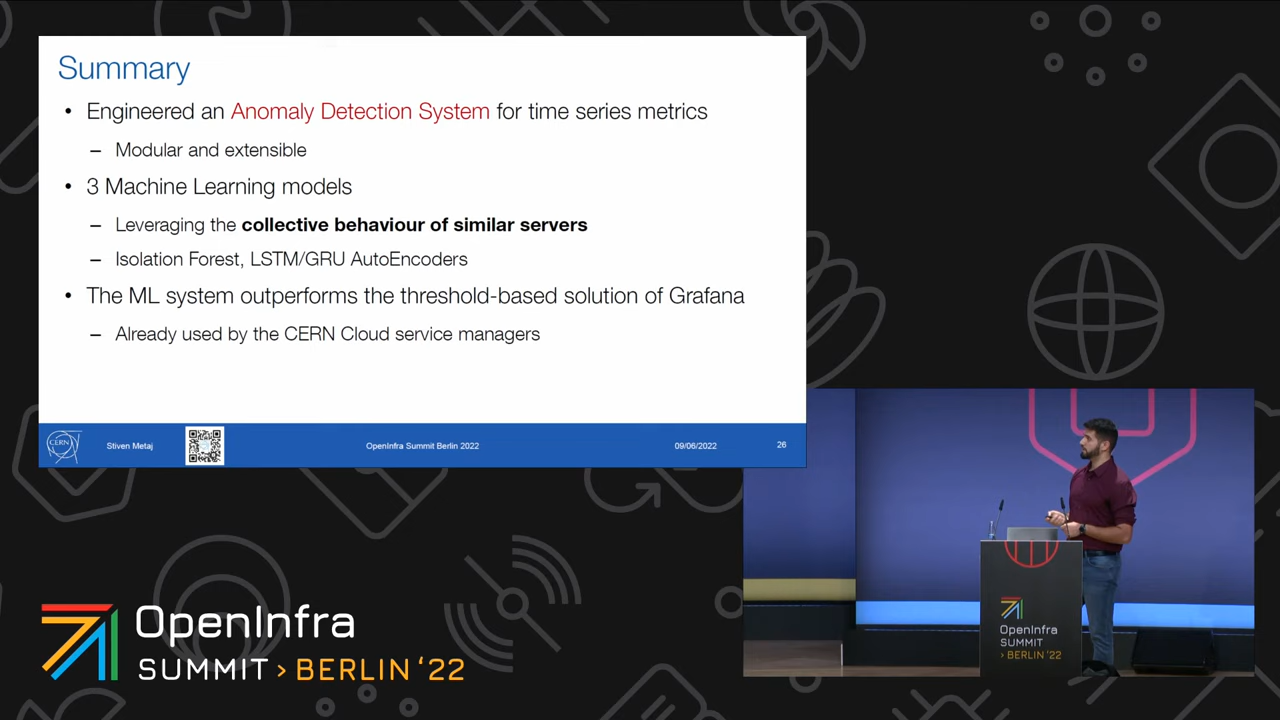 Summary
• Engineered an Anomaly Detection System for time series metrics
– Modular and extensible
• 3 Machine Learning models
– Leveraging the collective behaviour of similar servers
– Isolation Forest, LSTM/GRU AutoEncoders
• The ML system outperforms the threshold-based solution of Grafana
– Already used by the CERN Cloud service managers
CERN
Stiven Metaj
OpenInfra Summit Berlin 2022
09/06/2022
26
OpenInfra
SUMMIT > BERLIN ‘22
OpenInfra
SUMMIT
> BERLIN ‘22